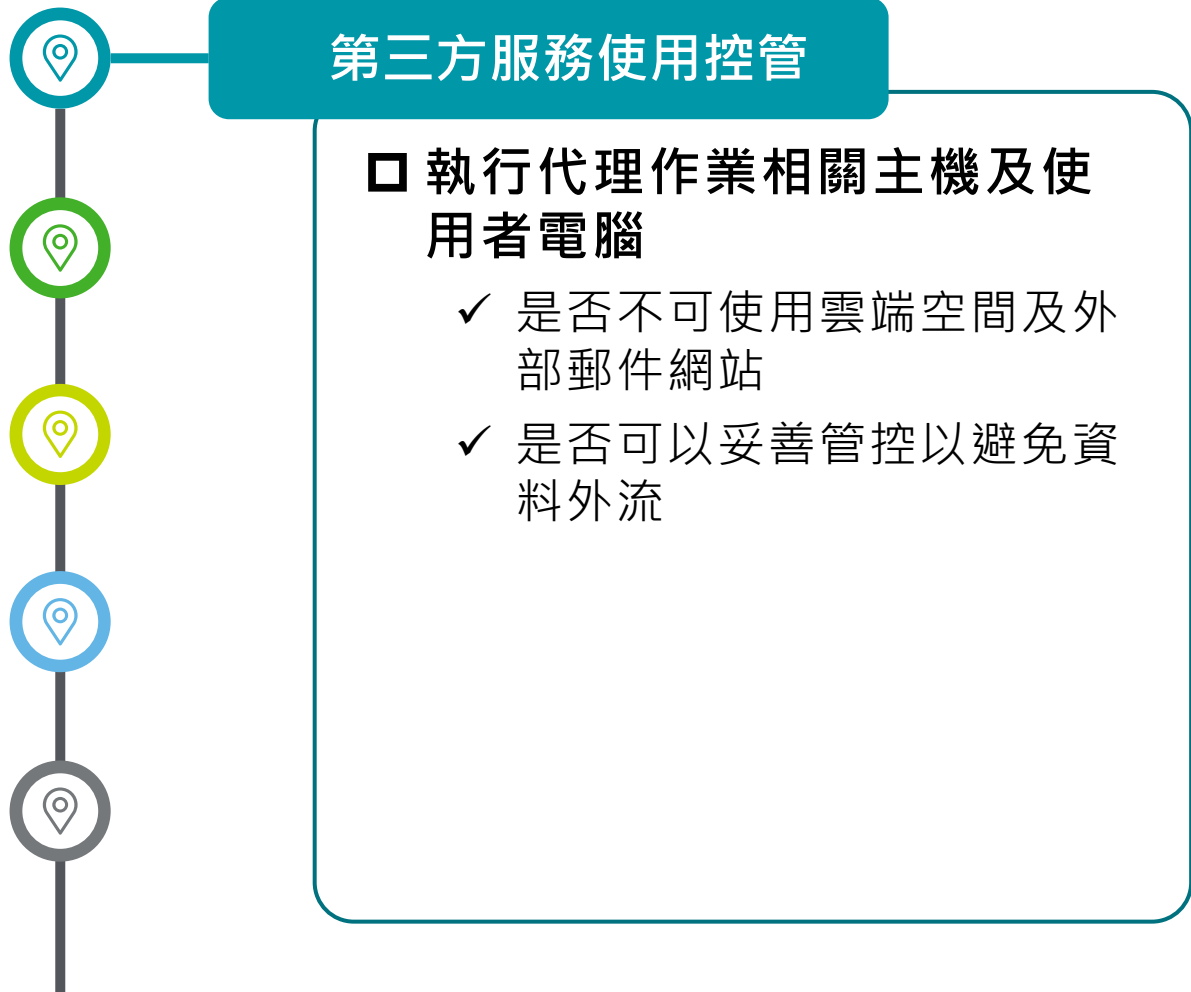 第三方服務使用控管
執行代理作業相關主機及使
用者電腦
✓ 是否不可使用雲端空間及外
部郵件網站
✓ 是否可以妥善管控以避免資
料外流